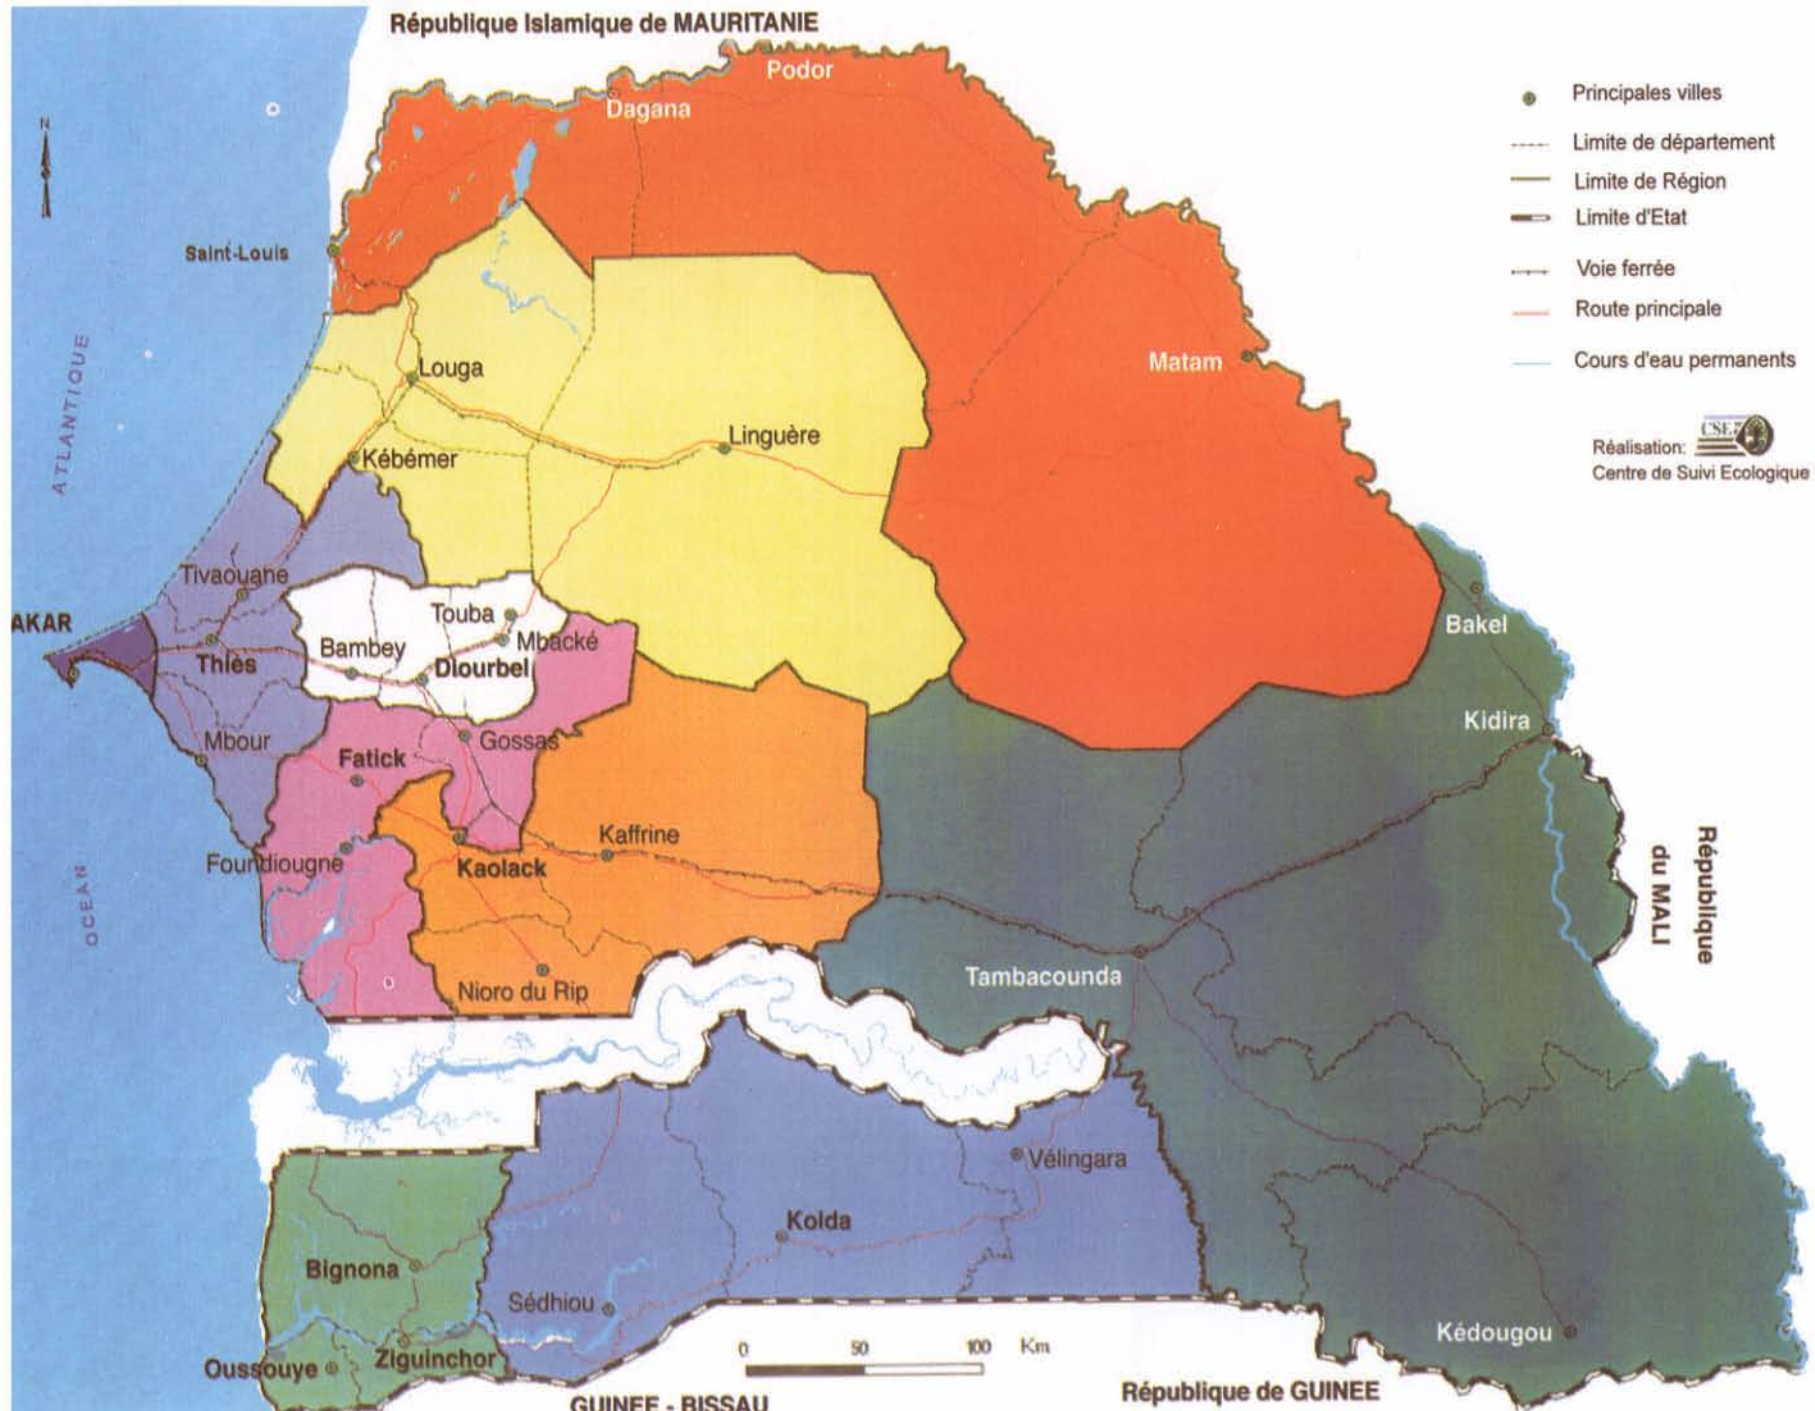 République Islamique de MAURITANIE
Podor
Dagana
N
Saint-Louis
ATLANTIQUE
Louga
Linguère
Kébémer
Matam
Principales villes
Limite de département
Limite de Région
Limite d'Etat
Voie ferrée
Route principale
Cours d'eau permanents
CSE
Réalisation:
Centre de Suivi Ecologique
Tivaouane
AKAR
Thiès
Touba
Mbacké
Bambey
Dlourbel
Bakel
Kidira
Mbour
Gossas
Fatick
Kaffrine
Foundiougne
Kaolack
OCEAN
Nioro du Rip
Tambacounda
République
du MALI
Vélingara
Kolda
Bignona
Sédhiou
Kédougou
Oussouye
Ziguinchor
0 50 100 Km
GUINEE - BISSAU
République de GUINEE